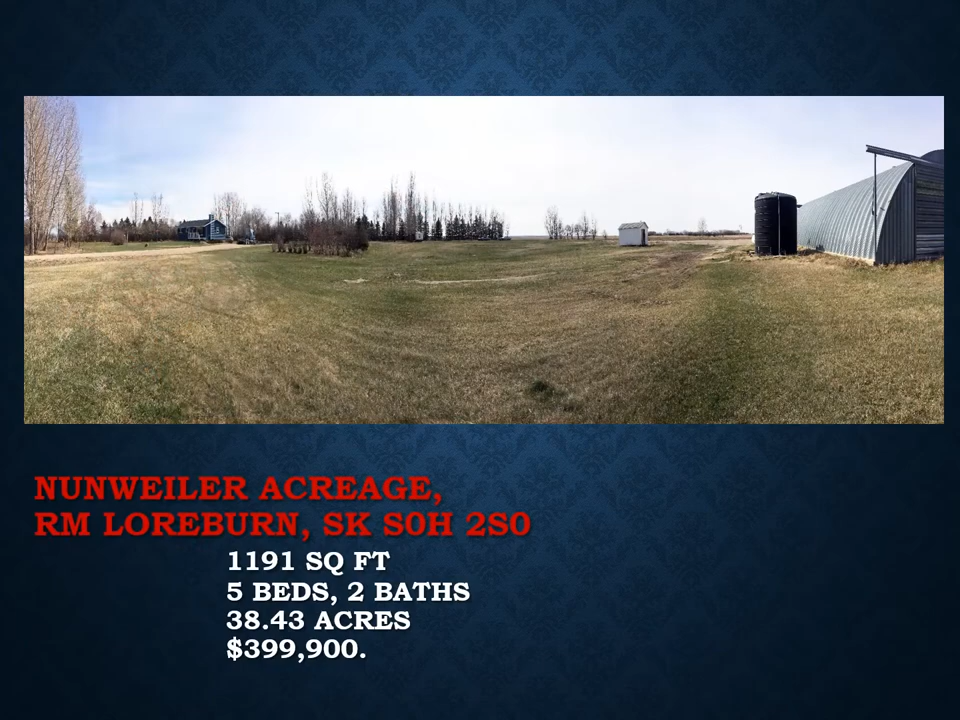 NUNWEILER ACREAGE,
RM LOREBURN, SK S0H 2S0
1191 SQ FT
5 BEDS, 2 BATHS
38.43 ACRES
$399,900.